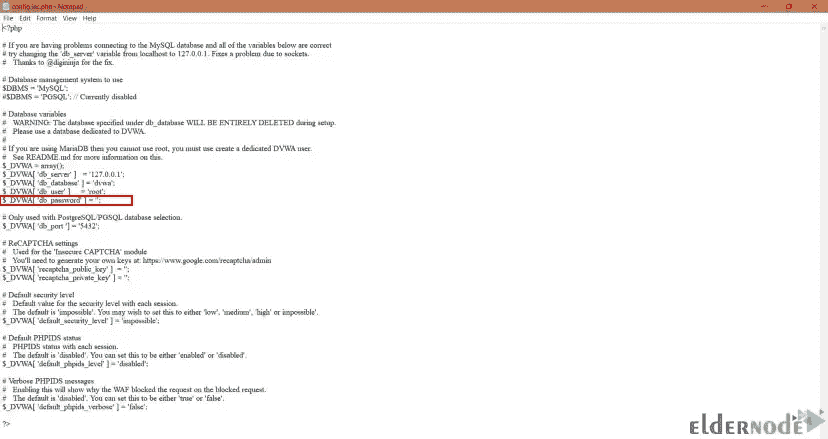 config.inc.php - Notepad
File Edit Format View Help
<?php
# If you are having problems connecting to the MySQL database and all of the variables below are correct
# try changing the 'db_server' variable from localhost to 127.0.0.1. Fixes a problem due to sockets.
#   Thanks to @digininja for the fix.
# Database management system to use
$DBMS = 'MySQL';
#$DBMS = 'PGSQL'; // Currently disabled
# Database variables
#   WARNING: The database specified under db_database WILL BE ENTIRELY DELETED during setup.
#   Please use a database dedicated to DVWA.
#
# If you are using MariaDB then you cannot use root, you must use create a dedicated DVWA user.
#   See README.md for more information on this.
$_DVWA = array();
$_DVWA[ 'db_server' ]   = '127.0.0.1';
$_DVWA[ 'db_database' ] = 'dvwa';
$_DVWA[ 'db_user' ]     = 'root';
$_DVWA[ 'db_password' ] = '';
# Only used with PostgreSQL/PGSQL database selection.
$_DVWA[ 'db_port '] = '5432';
# ReCAPTCHA settings
#   Used for the 'Insecure CAPTCHA' module
#   You'll need to generate your own keys at: https://www.google.com/recaptcha/admin
$_DVWA[ 'recaptcha_public_key' ]  = '';
$_DVWA[ 'recaptcha_private_key' ] = '';
# Default security level
#   Default value for the security level with each session.
#   The default is 'impossible'. You may wish to set this to either 'low', 'medium', 'high' or impossible'.
$_DVWA[ 'default_security_level' ] = 'impossible';
# Default PHPIDS status
#   PHPIDS status with each session.
#   The default is 'disabled'. You can set this to be either 'enabled' or 'disabled'.
$_DVWA[ 'default_phpids_level' ] = 'disabled';
# Verbose PHPIDS messages
#   Enabling this will show why the WAF blocked the request on the blocked request.
#   The default is 'disabled'. You can set this to be either 'true' or 'false'.
$_DVWA[ 'default_phpids_verbose' ] = 'false';
?>
eldernode